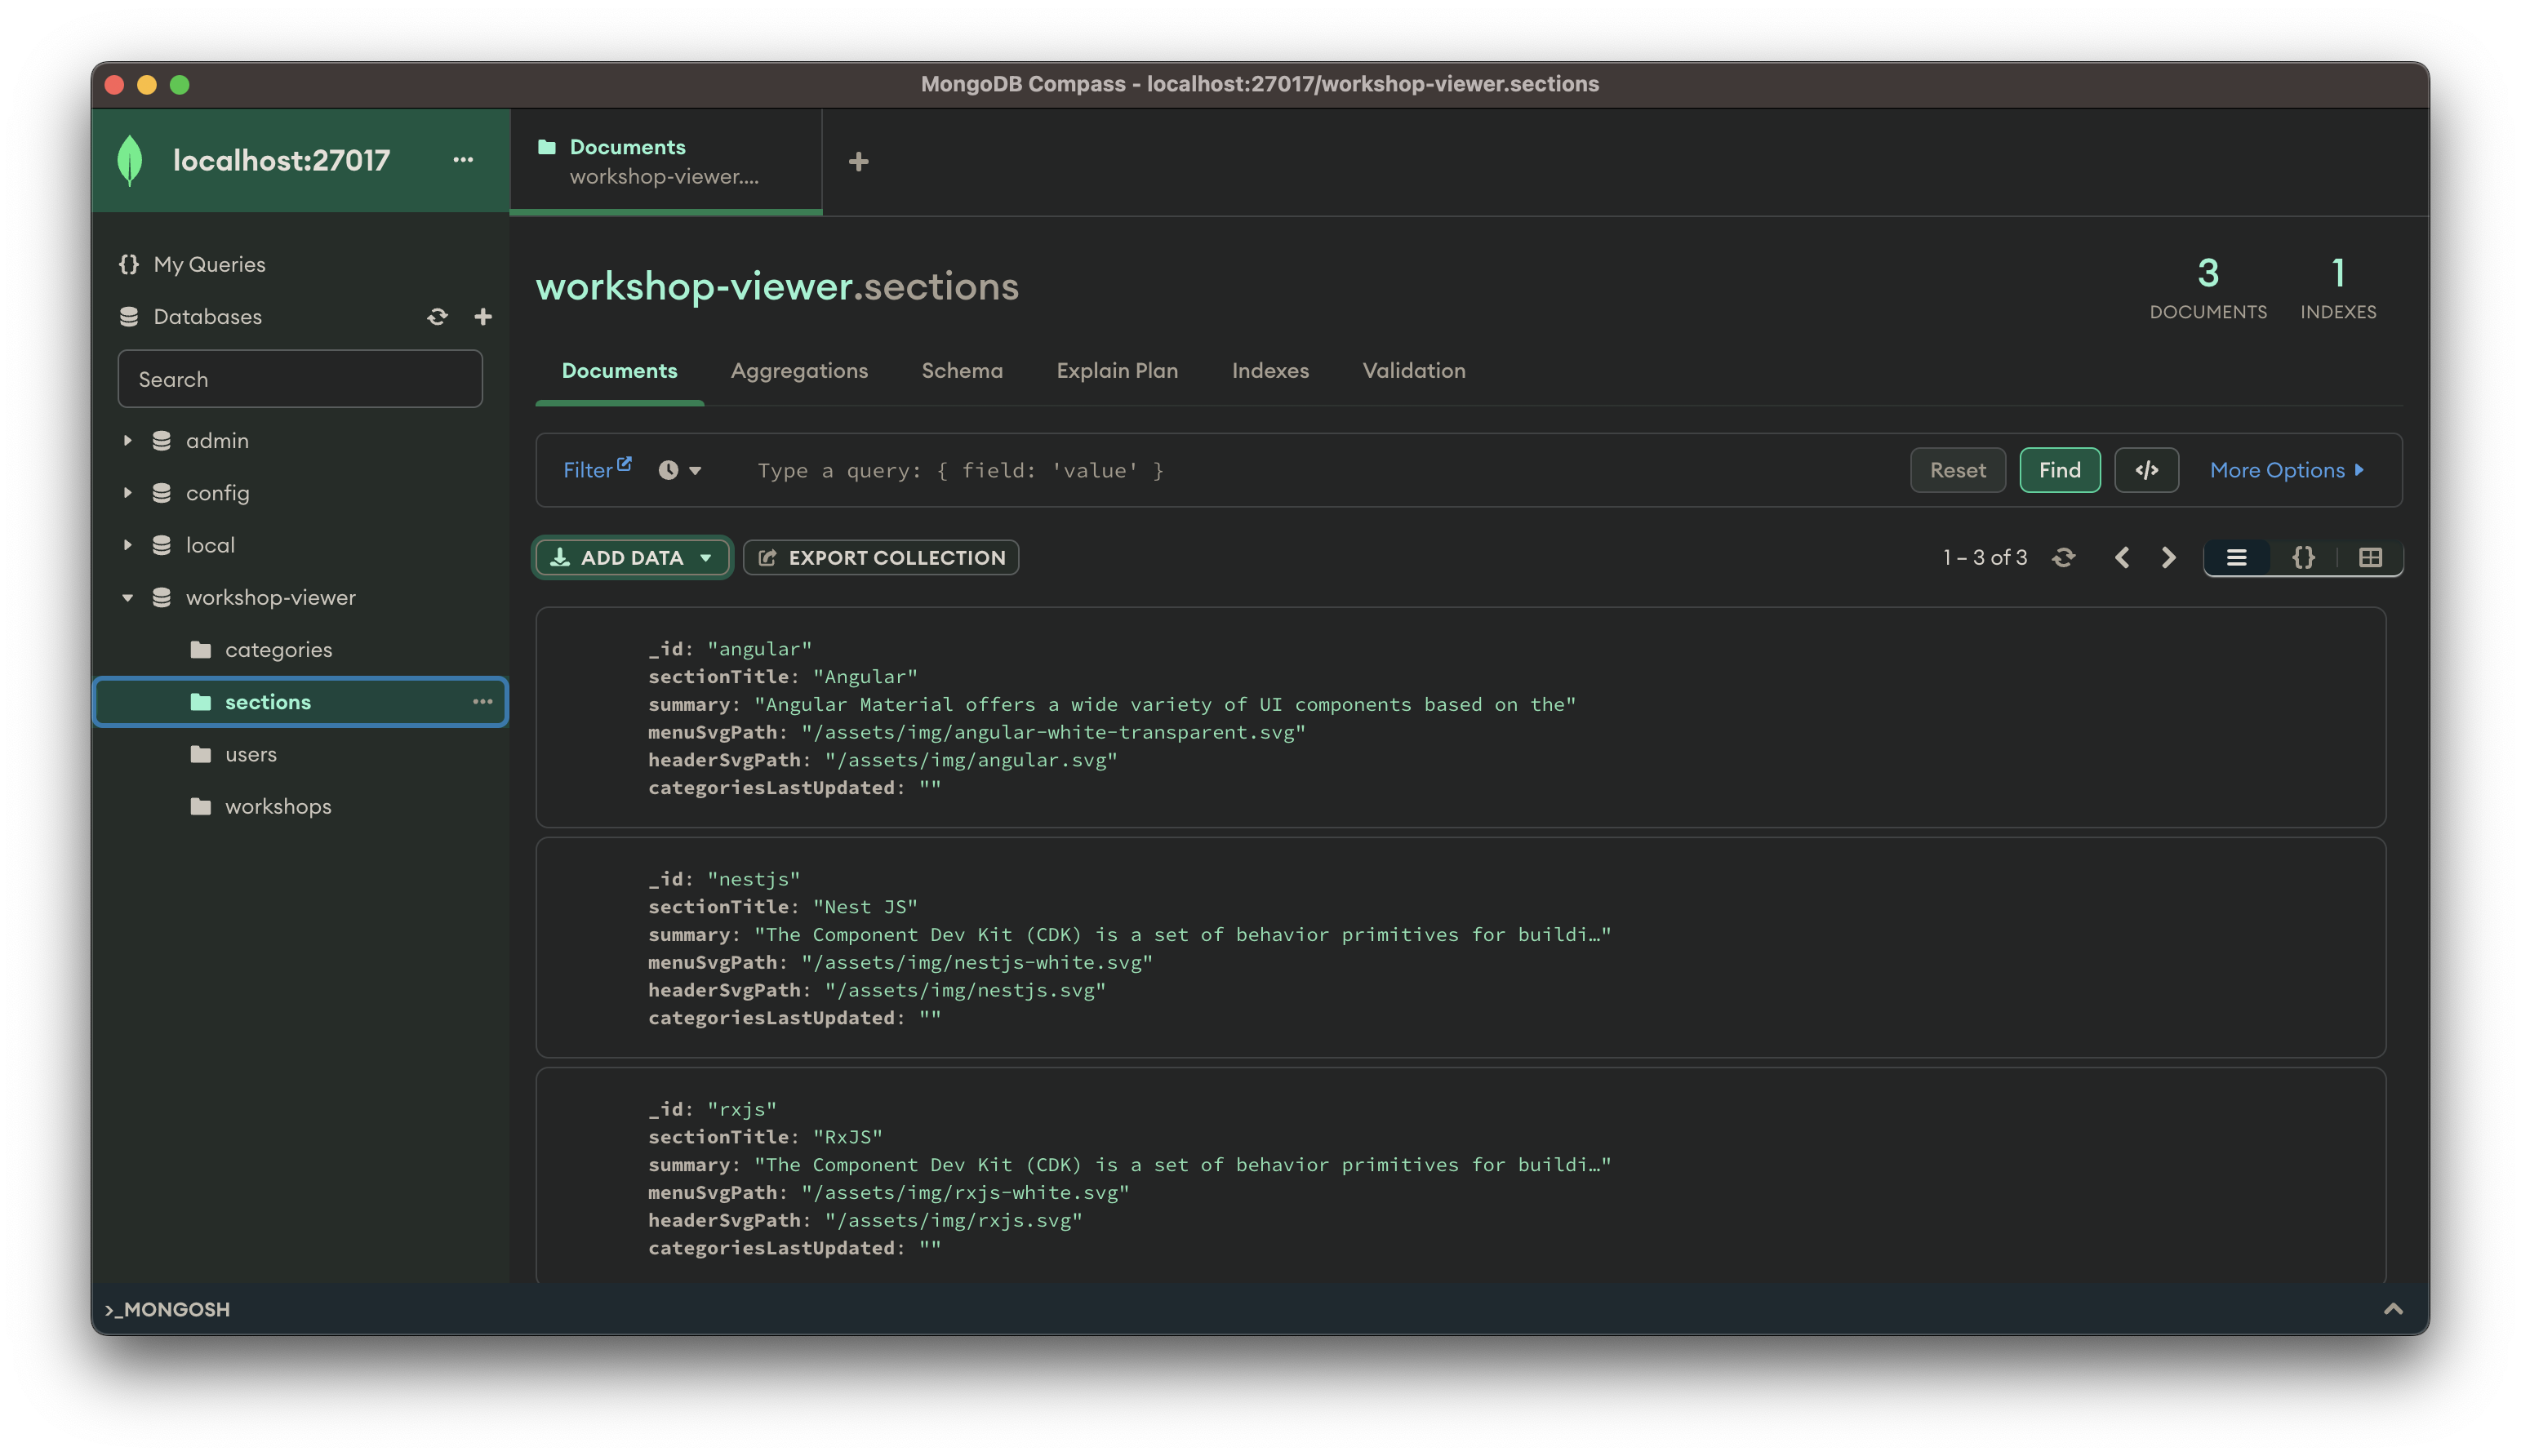 MongoDB Compass - localhost:27017/workshop-viewer.sections
localhost:27017
Documents
workshop-viewer....
My Queries
Databases
Search
admin
config
local
workshop-viewer
categories
sections
users
workshops
workshop-viewer.sections
3
DOCUMENTS
1
INDEXES
Documents Aggregations Schema Explain Plan Indexes Validation
Filter Type a query: { field: 'value' } Reset Find </> More Options
ADD DATA EXPORT COLLECTION 1 – 3 of 3 {}
_id: "angular"
sectionTitle: "Angular"
summary: "Angular Material offers a wide variety of UI components based on the"
menuSvgPath: "/assets/img/angular-white-transparent.svg"
headerSvgPath: "/assets/img/angular.svg"
categoriesLastUpdated: ""
_id: "nestjs"
sectionTitle: "Nest JS"
summary: "The Component Dev Kit (CDK) is a set of behavior primitives for buildi…"
menuSvgPath: "/assets/img/nestjs-white.svg"
headerSvgPath: "/assets/img/nestjs.svg"
categoriesLastUpdated: ""
_id: "rxjs"
sectionTitle: "RxJS"
summary: "The Component Dev Kit (CDK) is a set of behavior primitives for buildi…"
menuSvgPath: "/assets/img/rxjs-white.svg"
headerSvgPath: "/assets/img/rxjs.svg"
categoriesLastUpdated: ""
>_MONGOSH